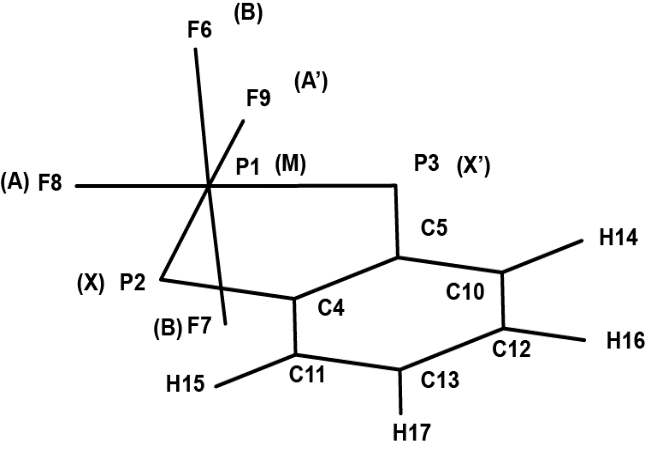 (B)
F6
(A')
F9
P1 (M)
P3 (X')
(A) F8
C5
H14
(X) P2
C10
C4
(B) F7
C12
H16
C11
C13
H15
H17